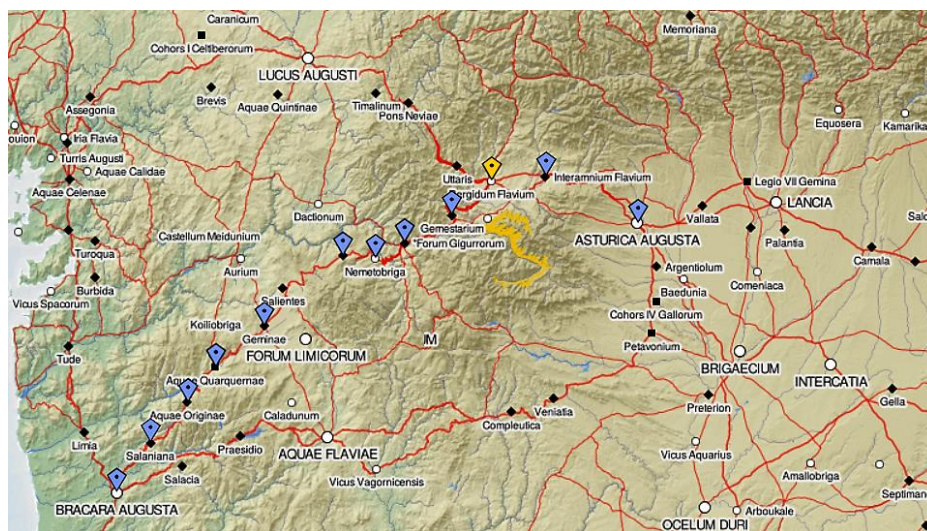 Caranicum
Cohors I Celtiberorum
Memoriana
LUCUS AUGUSTI
Brevis
Aquae Quintinae
Timalinum
Pons Neviae
Assegonia
Equosera
Kamarika
ouion
Iria Flavia
Turris Augusti
Aquae Calidae
Aquae Celenae
Uttaris
ergidum Flavium
Interamnium Flavium
Legio VII Gemina
LANCIA
Dactionum
Gemestarium
Vallata
Castellum Meidunium
Forum Gigurrorum
ASTURICA AUGUSTA
Palantia
Turoqua
Aurium
Nemetobriga
Camala
Argentiolum
Burbida
Vicus Spacorum
Salientes
Baedunia
Comeniaca
Cohors IV Gallorum
Koiliobriga
Geminae
Tude
FORUM LIMICORUM
Petavonium
BRIGAECIUM
INTERCATIA
Aquae Quarquernae
Preterion
Gella
Aquae Originae
Caladunum
Veniatia
Compleutica
Limia
Salaniana
Praesidio
AQUAE FLAVIAE
Vicus Aquarius
Salacia
Vicus Vagornicensis
Amallobriga
Septimanc
BRACARA AUGUSTA
OCELUM DURI
Arboukale